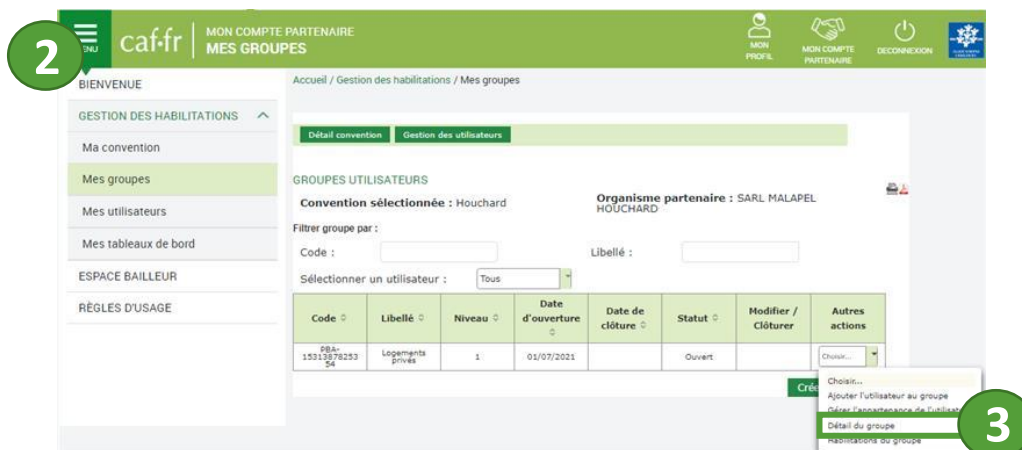 2
MENU
caf•fr
MON COMPTE PARTENAIRE
MES GROUPES
MON PROFIL
MON COMPTE PARTENAIRE
DECONNEXION
BIENVENUE
GESTION DES HABILITATIONS
Ma convention
Mes groupes
Mes utilisateurs
Mes tableaux de bord
ESPACE BAILLEUR
RÈGLES D'USAGE
Accueil / Gestion des habilitations / Mes groupes
Détail convention Gestion des utilisateurs
GROUPES UTILISATEURS
Convention sélectionnée : Houchard
Organisme partenaire : SARL MALAPEL
HOUCHARD
Filtrer groupe par :
Code : Libellé :
Sélectionner un utilisateur : Tous
Code Libellé Niveau Date d'ouverture Date de clôture Statut Modifier / Clôturer Autres actions
PBA-1531387825354 Logements privés 1 01/07/2021 Ouvert Choisir...
Choisir...
Ajouter l'utilisateur au groupe
Gérer l'appartenance de l'utilisat
Détail du groupe
Habilitations du groupe
3